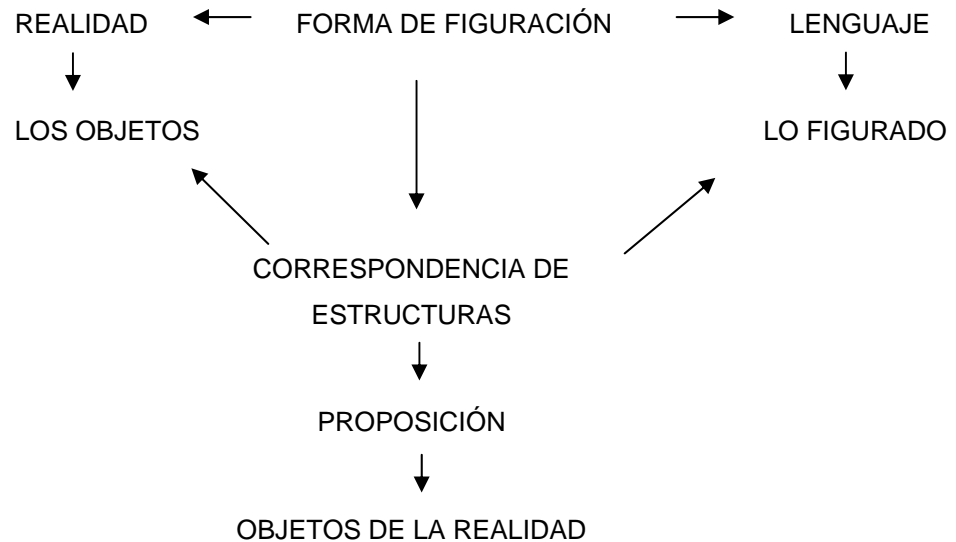 REALIDAD FORMA DE FIGURACIÓN LENGUAJE
LOS OBJETOS LO FIGURADO
CORRESPONDENCIA DE
ESTRUCTURAS
PROPOSICIÓN
OBJETOS DE LA REALIDAD